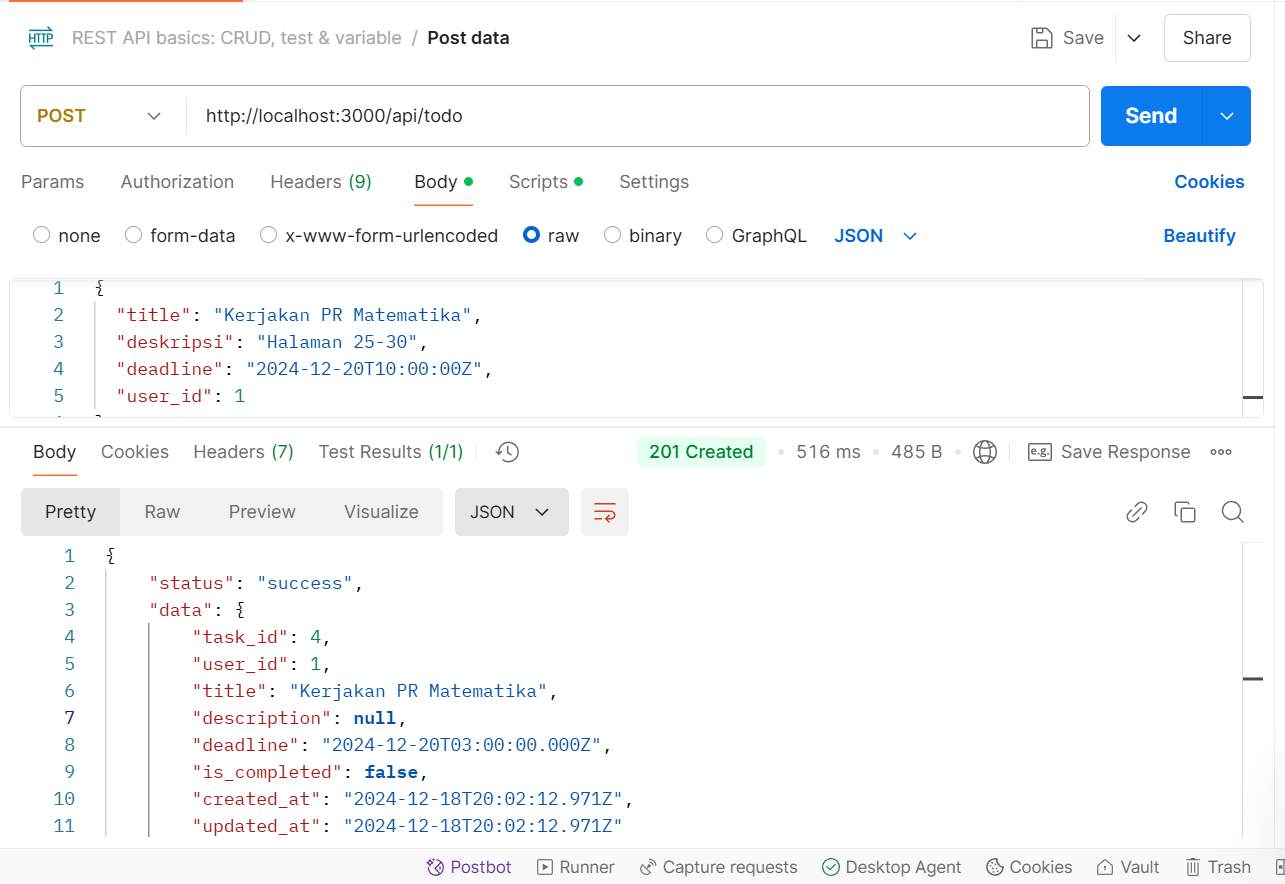 HTTP REST API basics: CRUD, test & variable / Post data Save Share
POST http://localhost:3000/api/todo Send
Params Authorization Headers (9) Body Scripts Settings Cookies
none form-data x-www-form-urlencoded raw binary GraphQL JSON Beautify
1 {
2 "title": "Kerjakan PR Matematika",
3 "deskripsi": "Halaman 25-30",
4 "deadline": "2024-12-20T10:00:00Z",
5 "user_id": 1
Body Cookies Headers (7) Test Results (1/1) 201 Created 516 ms 485 B e.g. Save Response
Pretty Raw Preview Visualize JSON
1 {
2 "status": "success",
3 "data": {
4 "task_id": 4,
5 "user_id": 1,
6 "title": "Kerjakan PR Matematika",
7 "description": null,
8 "deadline": "2024-12-20T03:00:00.000Z",
9 "is_completed": false,
10 "created_at": "2024-12-18T20:02:12.971Z",
11 "updated_at": "2024-12-18T20:02:12.971Z"
Postbot Runner Capture requests Desktop Agent Cookies Vault Trash